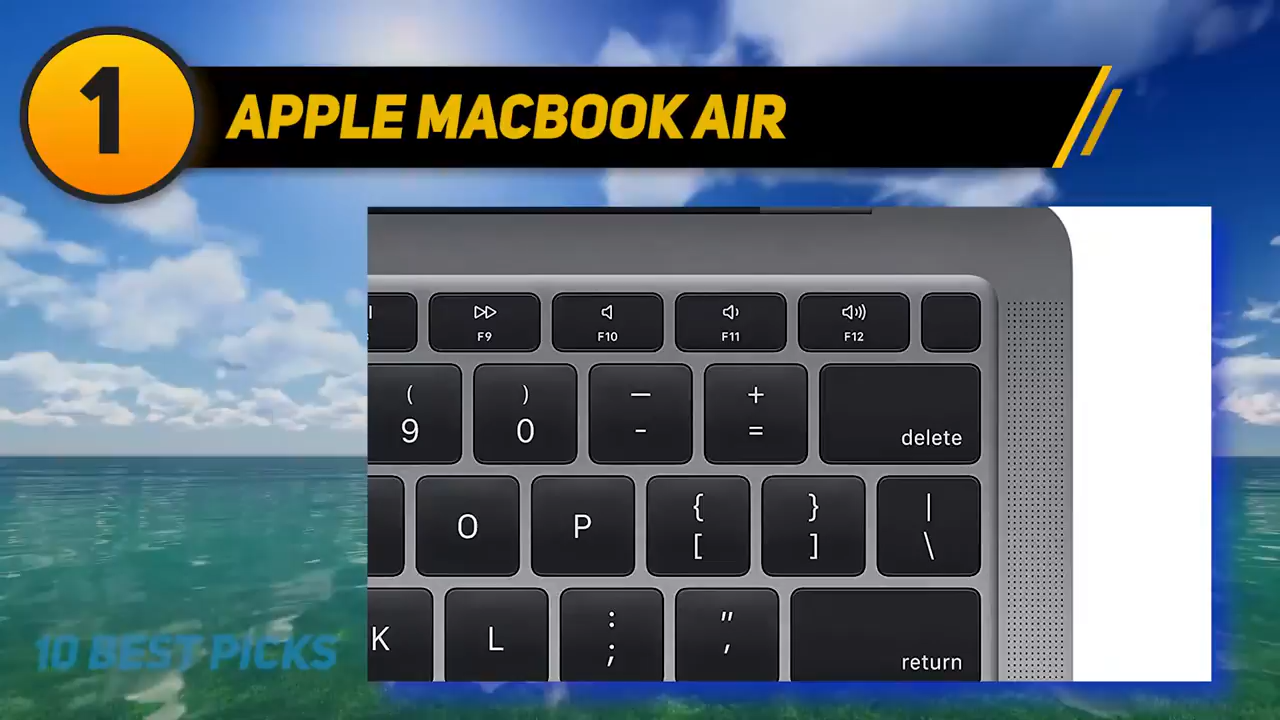 1
APPLE MACBOOK AIR
F9 F10 F11 F12
( ) — +
9 0 - = delete
{ } |
O P [ ] \
: "
K L ; ' return
10 BEST PICKS